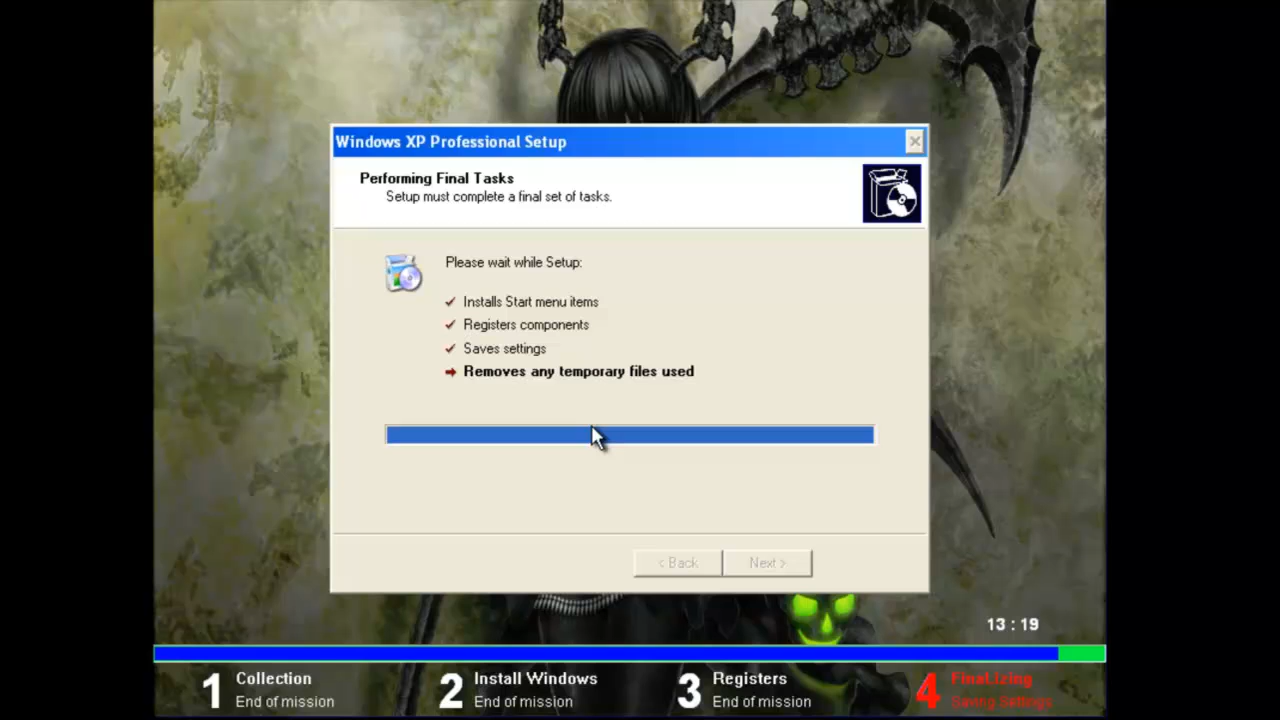 Windows XP Professional Setup
Performing Final Tasks
Setup must complete a final set of tasks.
Please wait while Setup:
Installs Start menu items
Registers components
Saves settings
Removes any temporary files used
< Back
Next >
13 : 19
1 Collection
End of mission
2 Install Windows
End of mission
3 Registers
End of mission
4 FinaLizing
Saving Settings